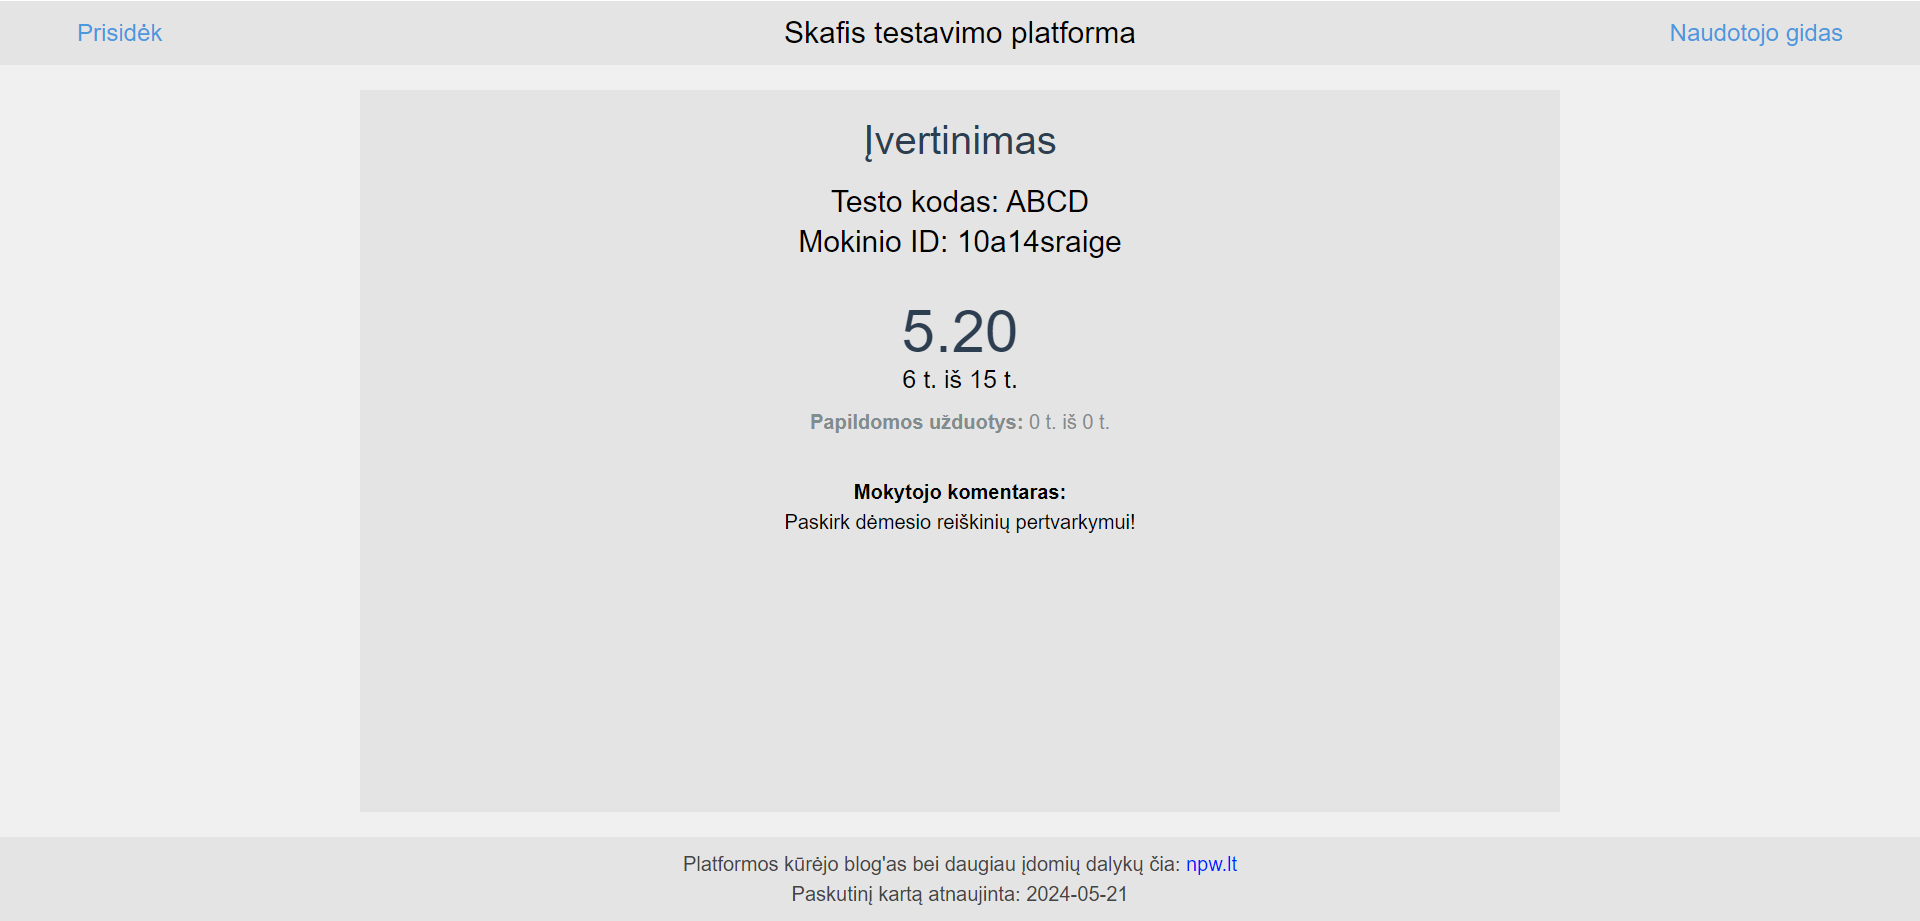 Prisidėk
Skafis testavimo platforma
Naudotojo gidas
Įvertinimas
Testo kodas: ABCD
Mokinio ID: 10a14sraige
5.20
6 t. iš 15 t.
Papildomos užduotys: 0 t. iš 0 t.
Mokytojo komentaras:
Paskirk dėmesio reiškinių pertvarkymui!
Platformos kūrėjo blog'as bei daugiau įdomių dalykų čia: npw.lt
Paskutinį kartą atnaujinta: 2024-05-21